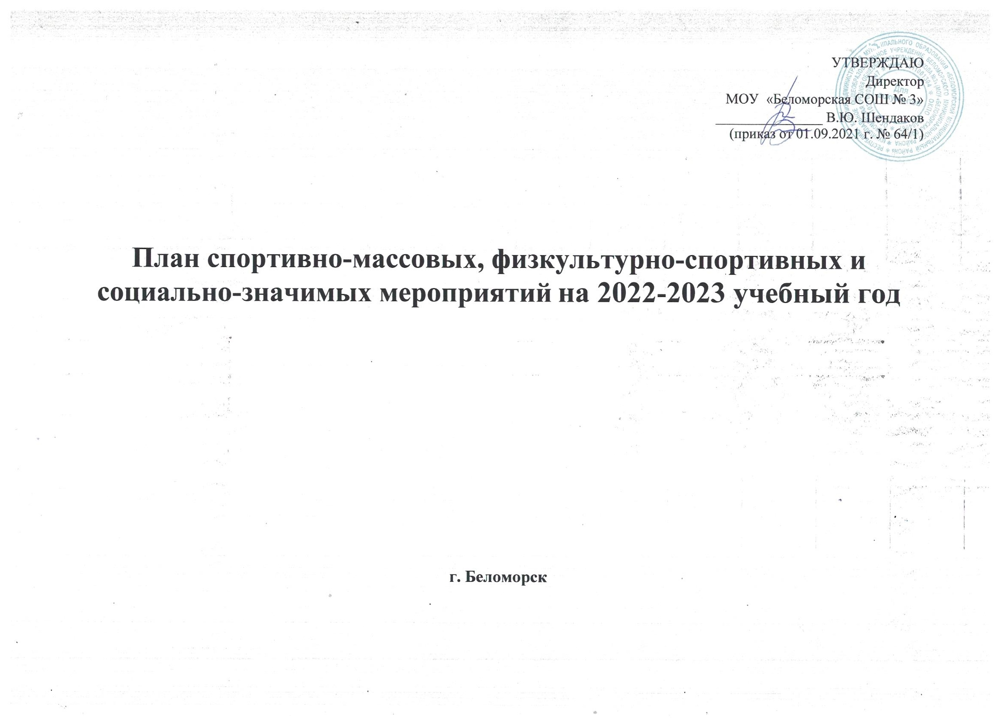 УТВЕРЖДАЮ
Директор
МОУ «Беломорская СОШ № 3»
В.Ю. Шендаков
(приказ от 01.09.2021 г. № 64/1)
План спортивно-массовых, физкультурно-спортивных и
социально-значимых мероприятий на 2022-2023 учебный год
г. Беломорск